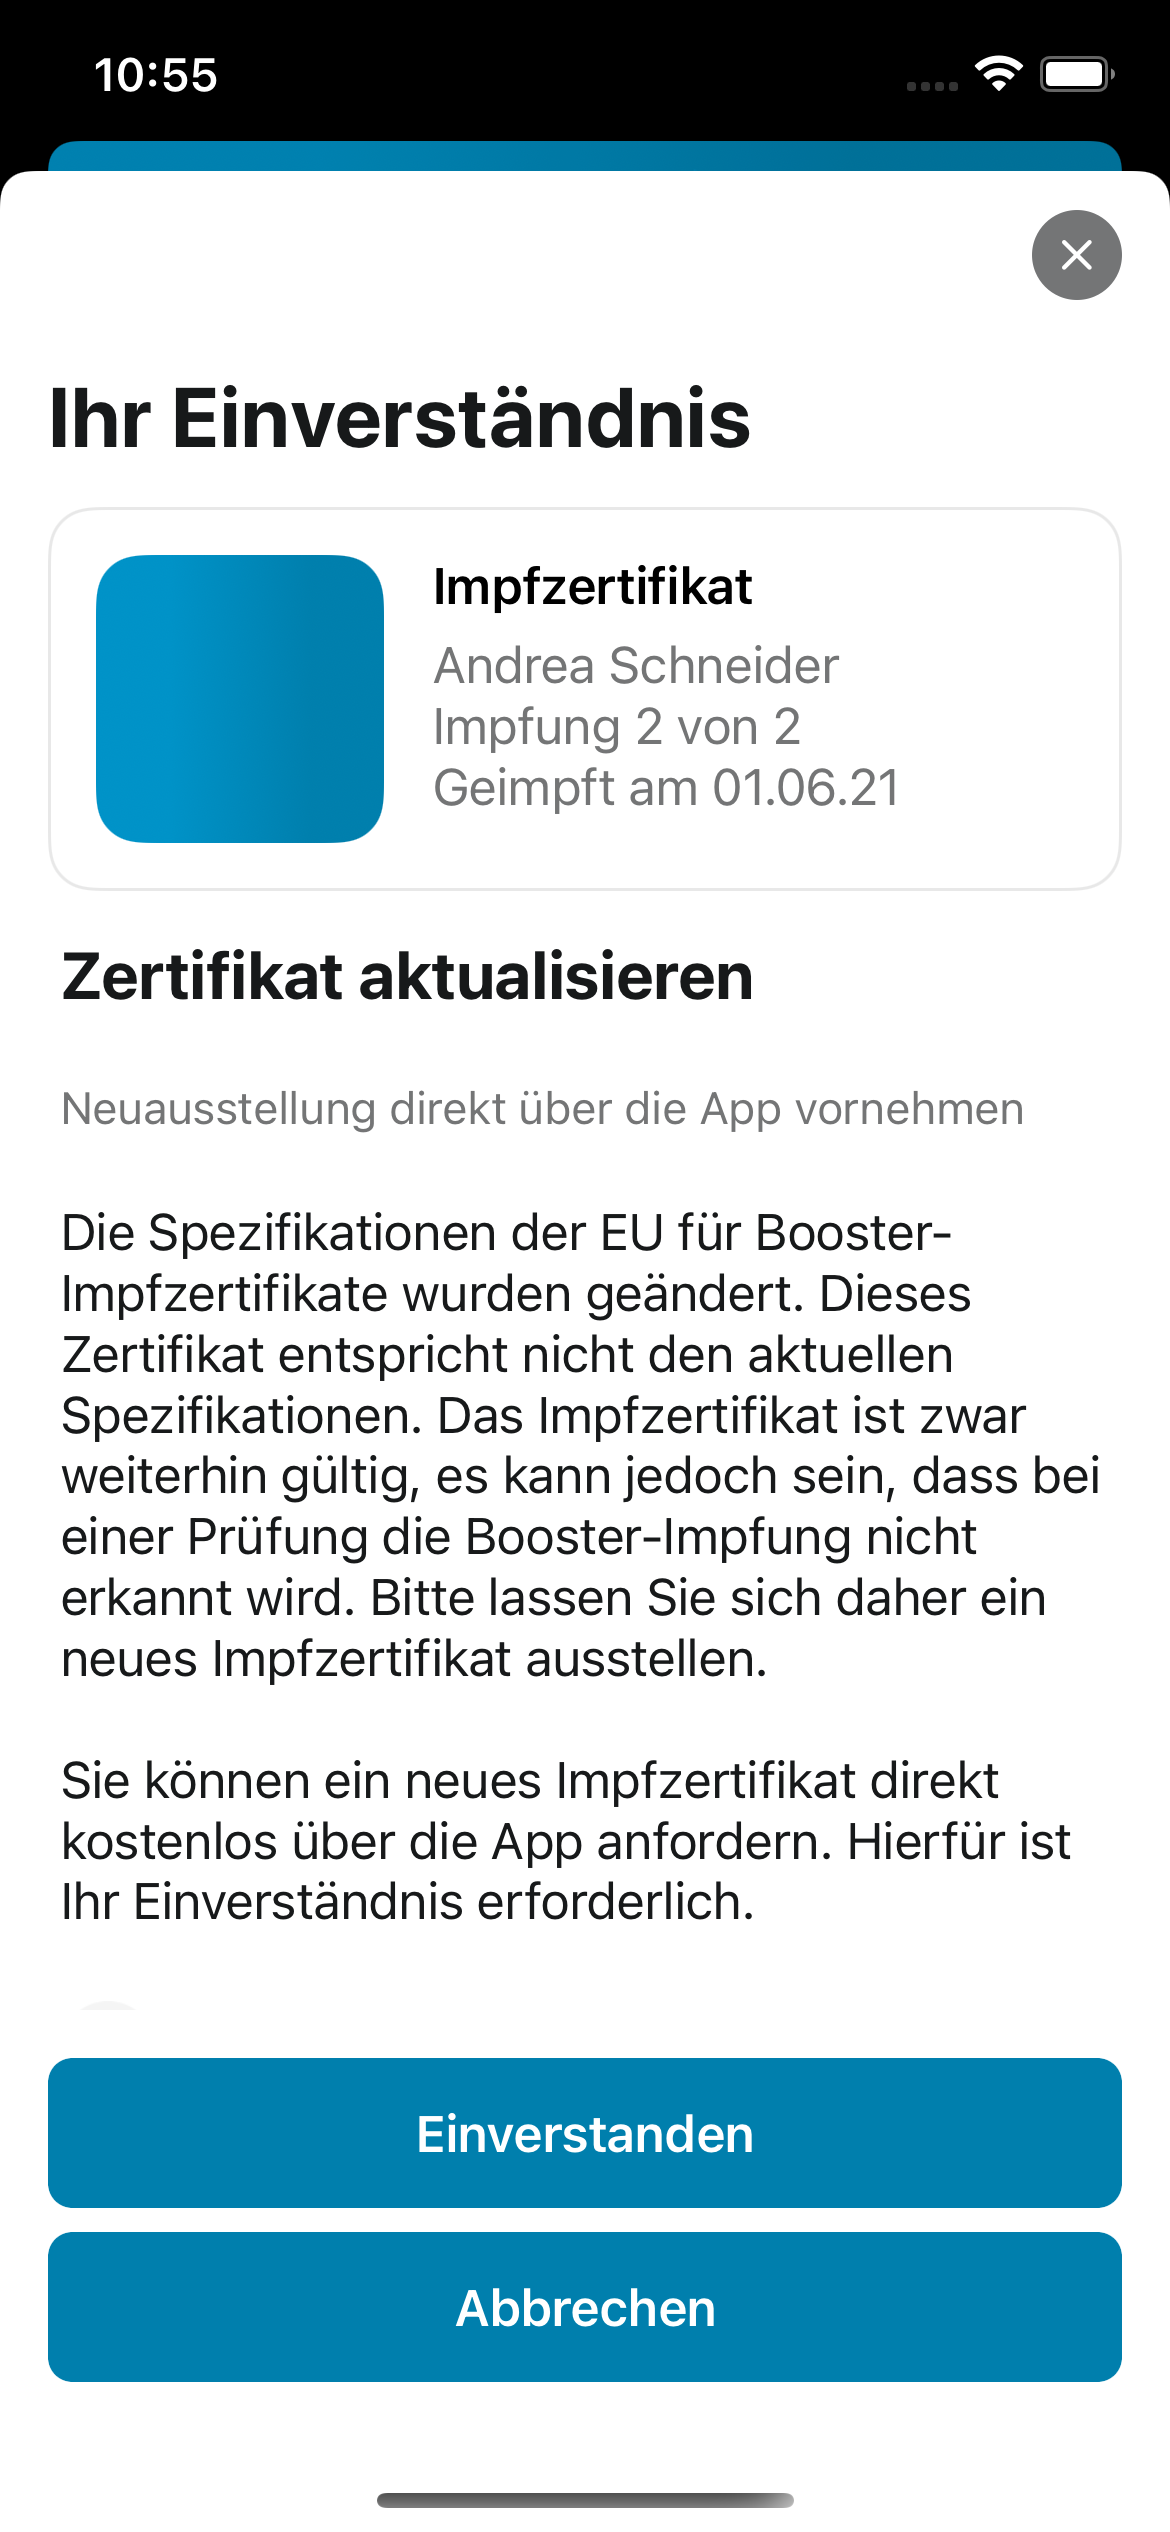 10:55
Ihr Einverständnis
Impfzertifikat
Andrea Schneider
Impfung 2 von 2
Geimpft am 01.06.21
Zertifikat aktualisieren
Neuausstellung direkt über die App vornehmen
Die Spezifikationen der EU für Booster-
Impfzertifikate wurden geändert. Dieses
Zertifikat entspricht nicht den aktuellen
Spezifikationen. Das Impfzertifikat ist zwar
weiterhin gültig, es kann jedoch sein, dass bei
einer Prüfung die Booster-Impfung nicht
erkannt wird. Bitte lassen Sie sich daher ein
neues Impfzertifikat ausstellen.
Sie können ein neues Impfzertifikat direkt
kostenlos über die App anfordern. Hierfür ist
Ihr Einverständnis erforderlich.
Einverstanden
Abbrechen